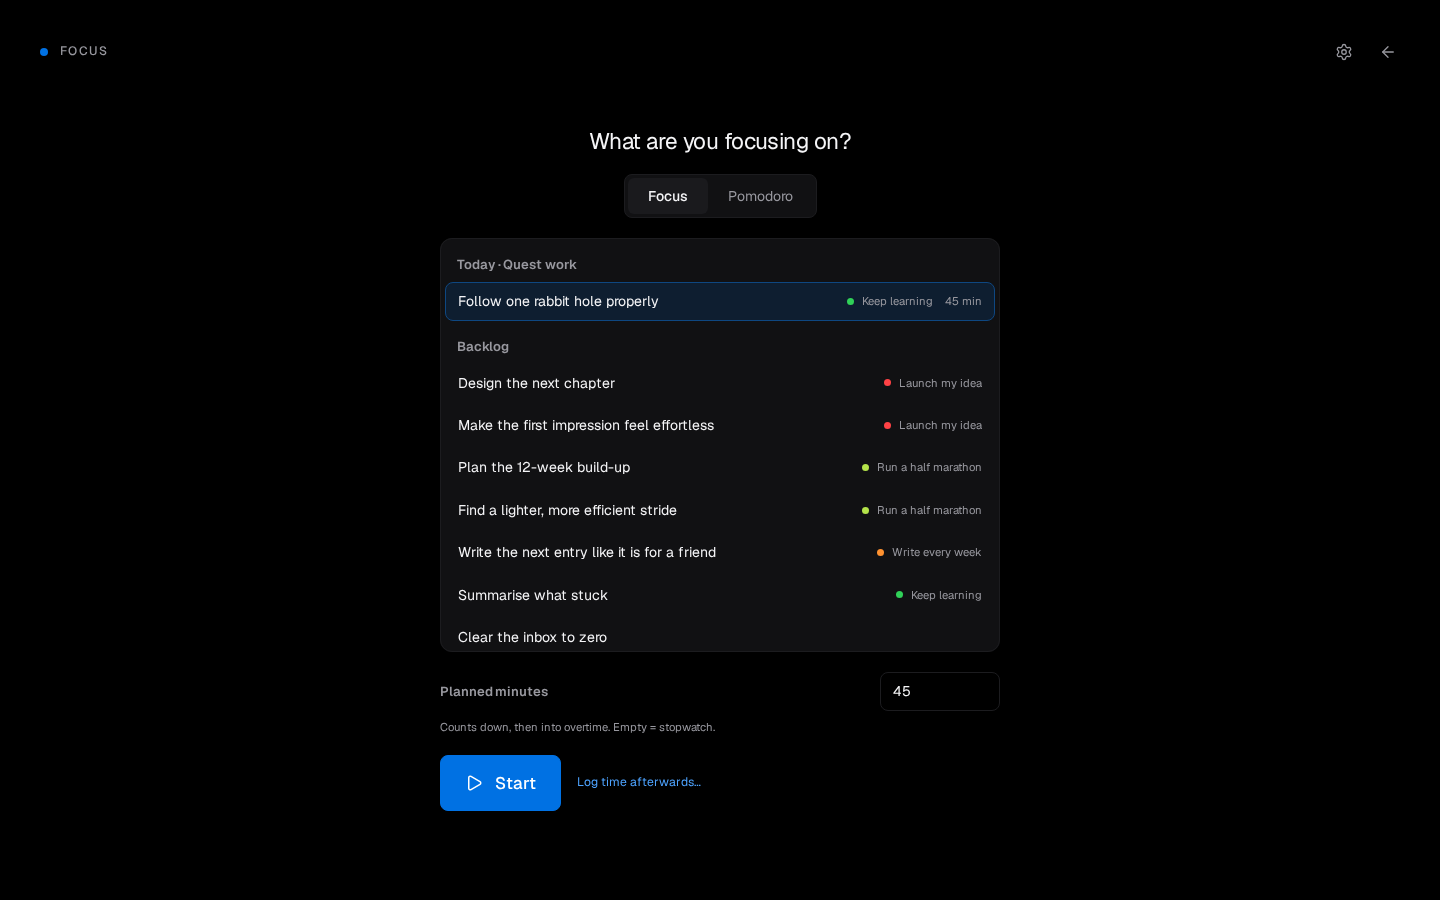 FOCUS
What are you focusing on?
Focus Pomodoro
Today · Quest work
Follow one rabbit hole properly Keep learning 45 min
Backlog
Design the next chapter Launch my idea
Make the first impression feel effortless Launch my idea
Plan the 12-week build-up Run a half marathon
Find a lighter, more efficient stride Run a half marathon
Write the next entry like it is for a friend Write every week
Summarise what stuck Keep learning
Clear the inbox to zero
Planned minutes 45
Counts down, then into overtime. Empty = stopwatch.
Start Log time afterwards...